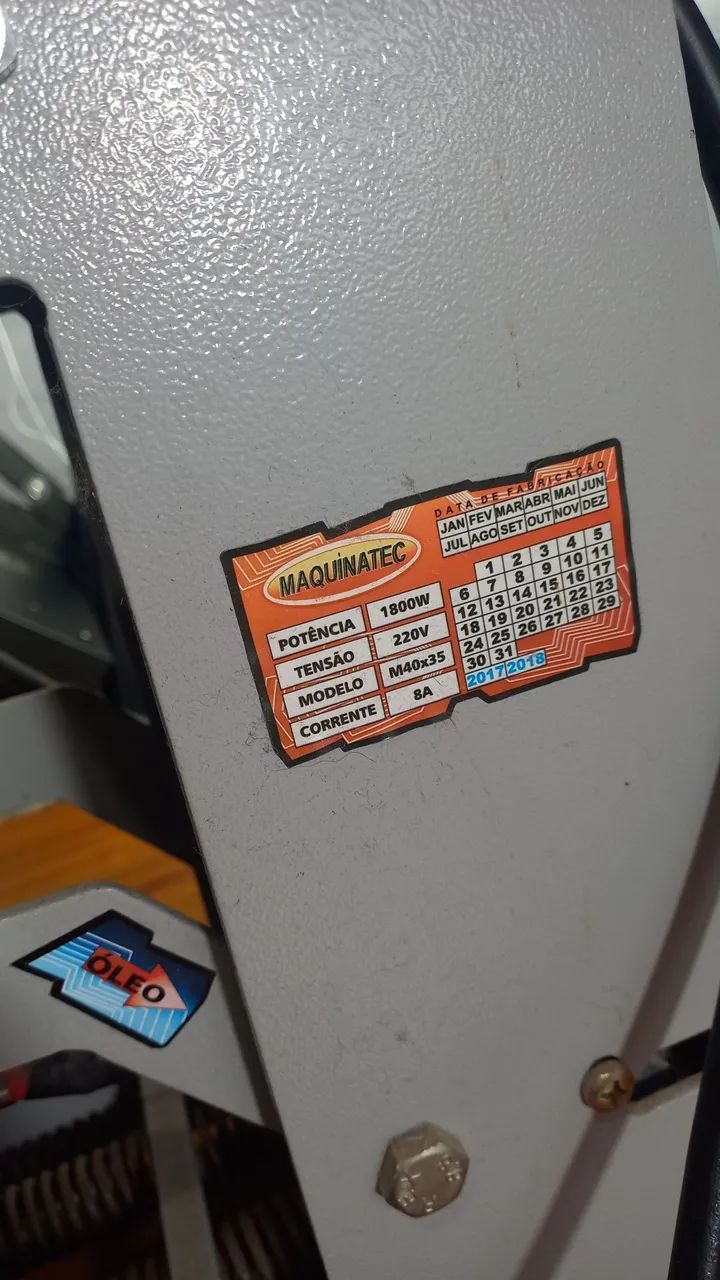 MAQUINATEC
POTÊNCIA 1800W
TENSÃO 220V
MODELO M40x35
CORRENTE 8A
DATA DE FABRICAÇÃO
JAN FEV MAR ABR MAI JUN
JUL AGO SET OUT NOV DEZ
1 2 3 4 5
6 7 8 9 10 11
12 13 14 15 16 17
18 19 20 21 22 23
24 25 26 27 28 29
30 31
2017 2018
ÓLEO